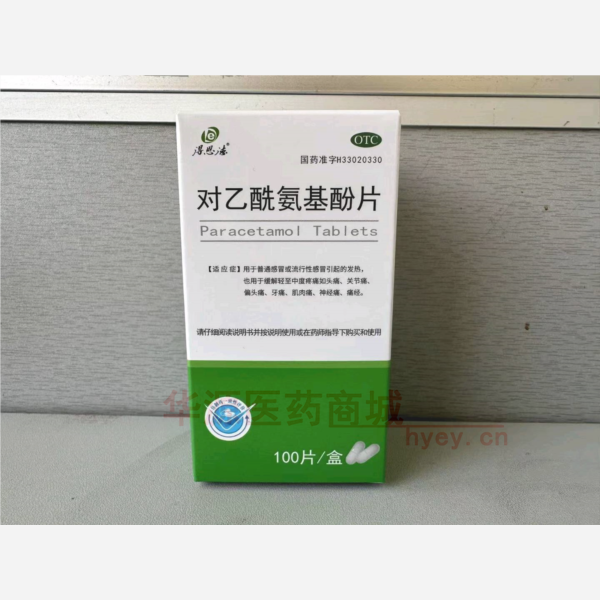 得恩德
OTC
国药准字H33020330
对乙酰氨基酚片
Paracetamol Tablets
【适应症】用于普通感冒或流行性感冒引起的发热,
也用于缓解轻至中度疼痛如头痛、关节痛、
偏头痛、牙痛、肌肉痛、神经痛、痛经。
请仔细阅读说明书并按说明使用或在药师指导下购买和使用
华源医药商城
hyey.cn
100片/盒